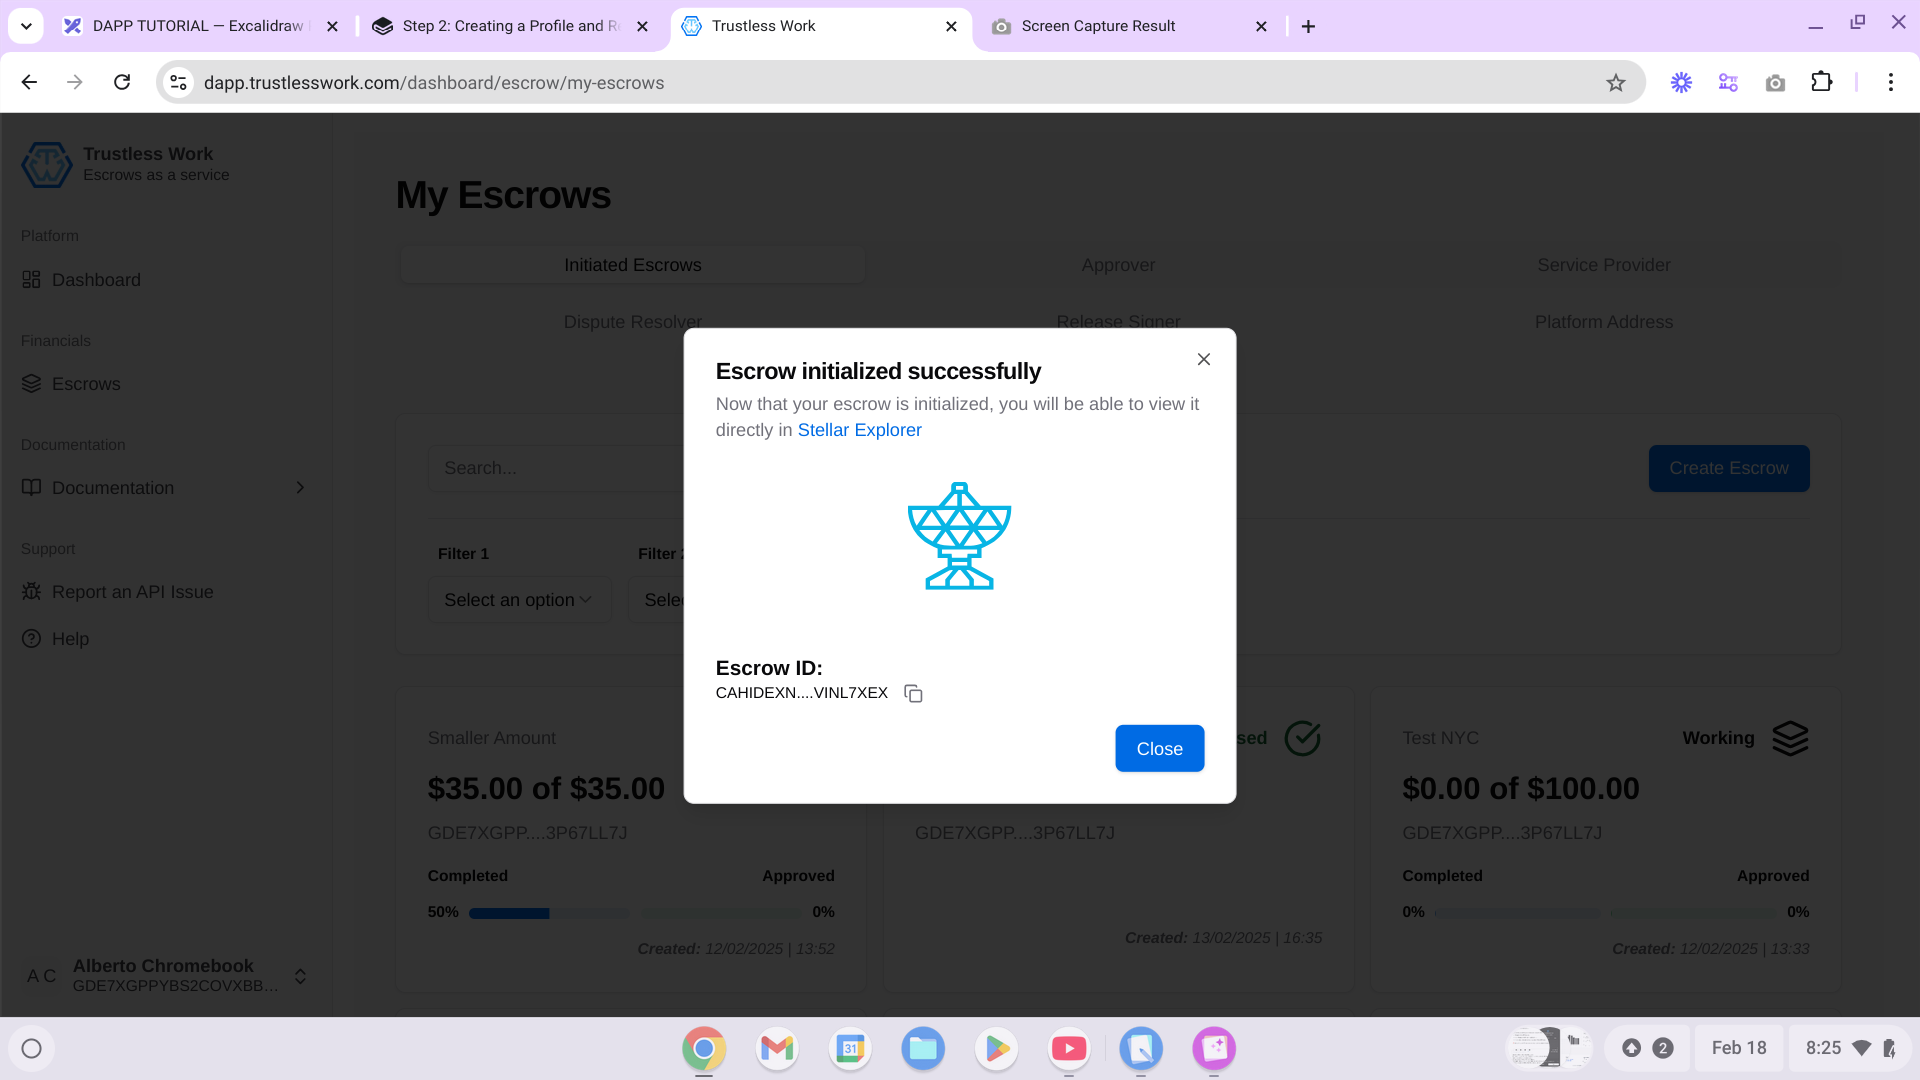 DAPP TUTORIAL — Excalidraw
Step 2: Creating a Profile and R
Trustless Work
Screen Capture Result
dapp.trustlesswork.com/dashboard/escrow/my-escrows
Trustless Work
Escrows as a service
Platform
Dashboard
Financials
Escrows
Documentation
Documentation
Support
Report an API Issue
Help
A C
Alberto Chromebook
GDE7XGPPYBS2COVXBB...
My Escrows
Initiated Escrows
Approver
Service Provider
Dispute Resolver
Release Signer
Platform Address
Search...
Create Escrow
Filter 1
Filter
Select an option
Sele
Escrow initialized successfully
Now that your escrow is initialized, you will be able to view it
directly in Stellar Explorer
Escrow ID:
CAHIDEXN....VINL7XEX
Close
Smaller Amount
$35.00 of $35.00
GDE7XGPP....3P67LL7J
Completed
Approved
50%
0%
Created: 12/02/2025 | 13:52
sed
GDE7XGPP....3P67LL7J
Created: 13/02/2025 | 16:35
Test NYC
Working
$0.00 of $100.00
GDE7XGPP....3P67LL7J
Completed
Approved
0%
0%
Created: 12/02/2025 | 13:33
31
2
Feb 18
8:25